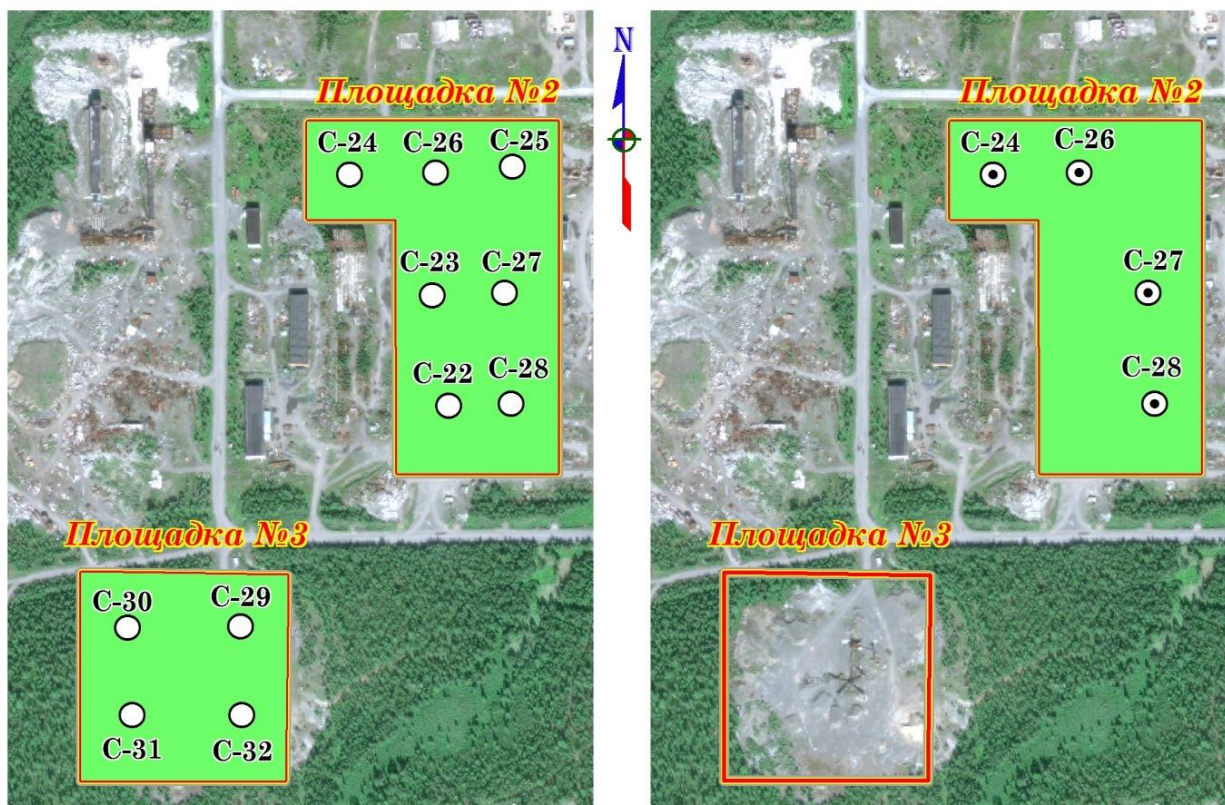 Площадка №2
С-24
С-26
С-25
С-23
С-27
С-22
С-28
Площадка №3
С-30
С-29
С-31
С-32
N
Площадка №2
С-24
С-26
С-27
С-28
Площадка №3